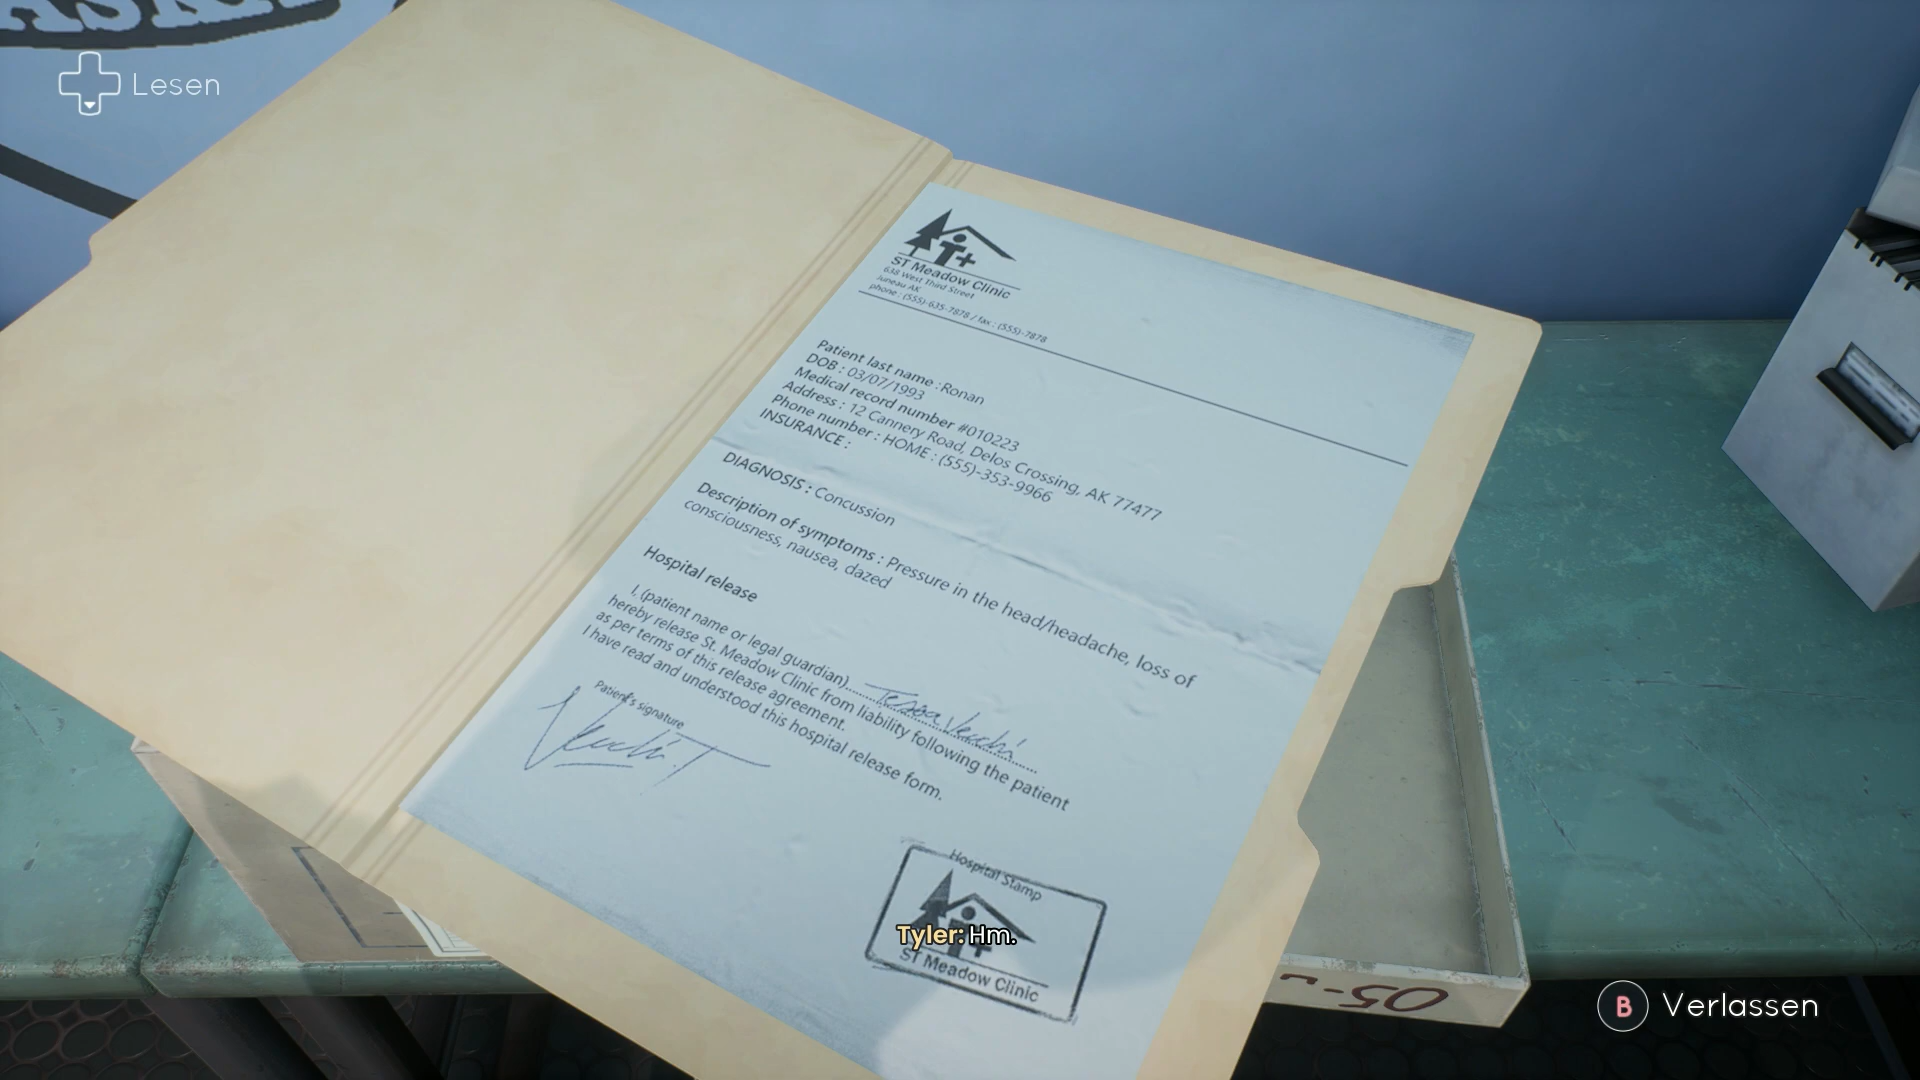 Lesen
ST Meadow Clinic
638 West Third Street
Juneau AK
phone : (555)-635-7878 / fax : (555)-7878
Patient last name :Ronan
DOB : 03/07/1993
Medical record number #010223
Address : 12 Cannery Road, Delos Crossing, AK 77477
Phone number : HOME : (555)-353-9966
INSURANCE :
DIAGNOSIS : Concussion
Description of symptoms : Pressure in the head/headache, loss of
consciousness, nausea, dazed
Hospital release
I, (patient name or legal guardian)........Tessa Vecchi......
hereby release St. Meadow Clinic from liability following the patient
as per terms of this release agreement.
I have read and understood this hospital release form.
Patient's signature
Vecchi T
Hospital Stamp
ST Meadow Clinic
Tyler: Hm.
05-
B Verlassen